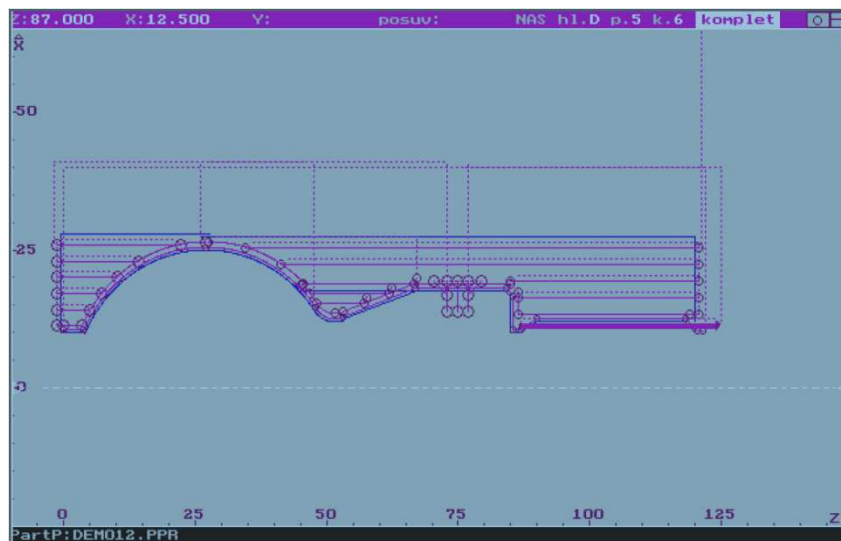 Z:87.000 X:12.500 Y: posuv: NAS hl.D p.5 k.6 komplet
X
-50
-25
-0
0 25 50 75 100 125 Z
PartP:DEMO12.PPR